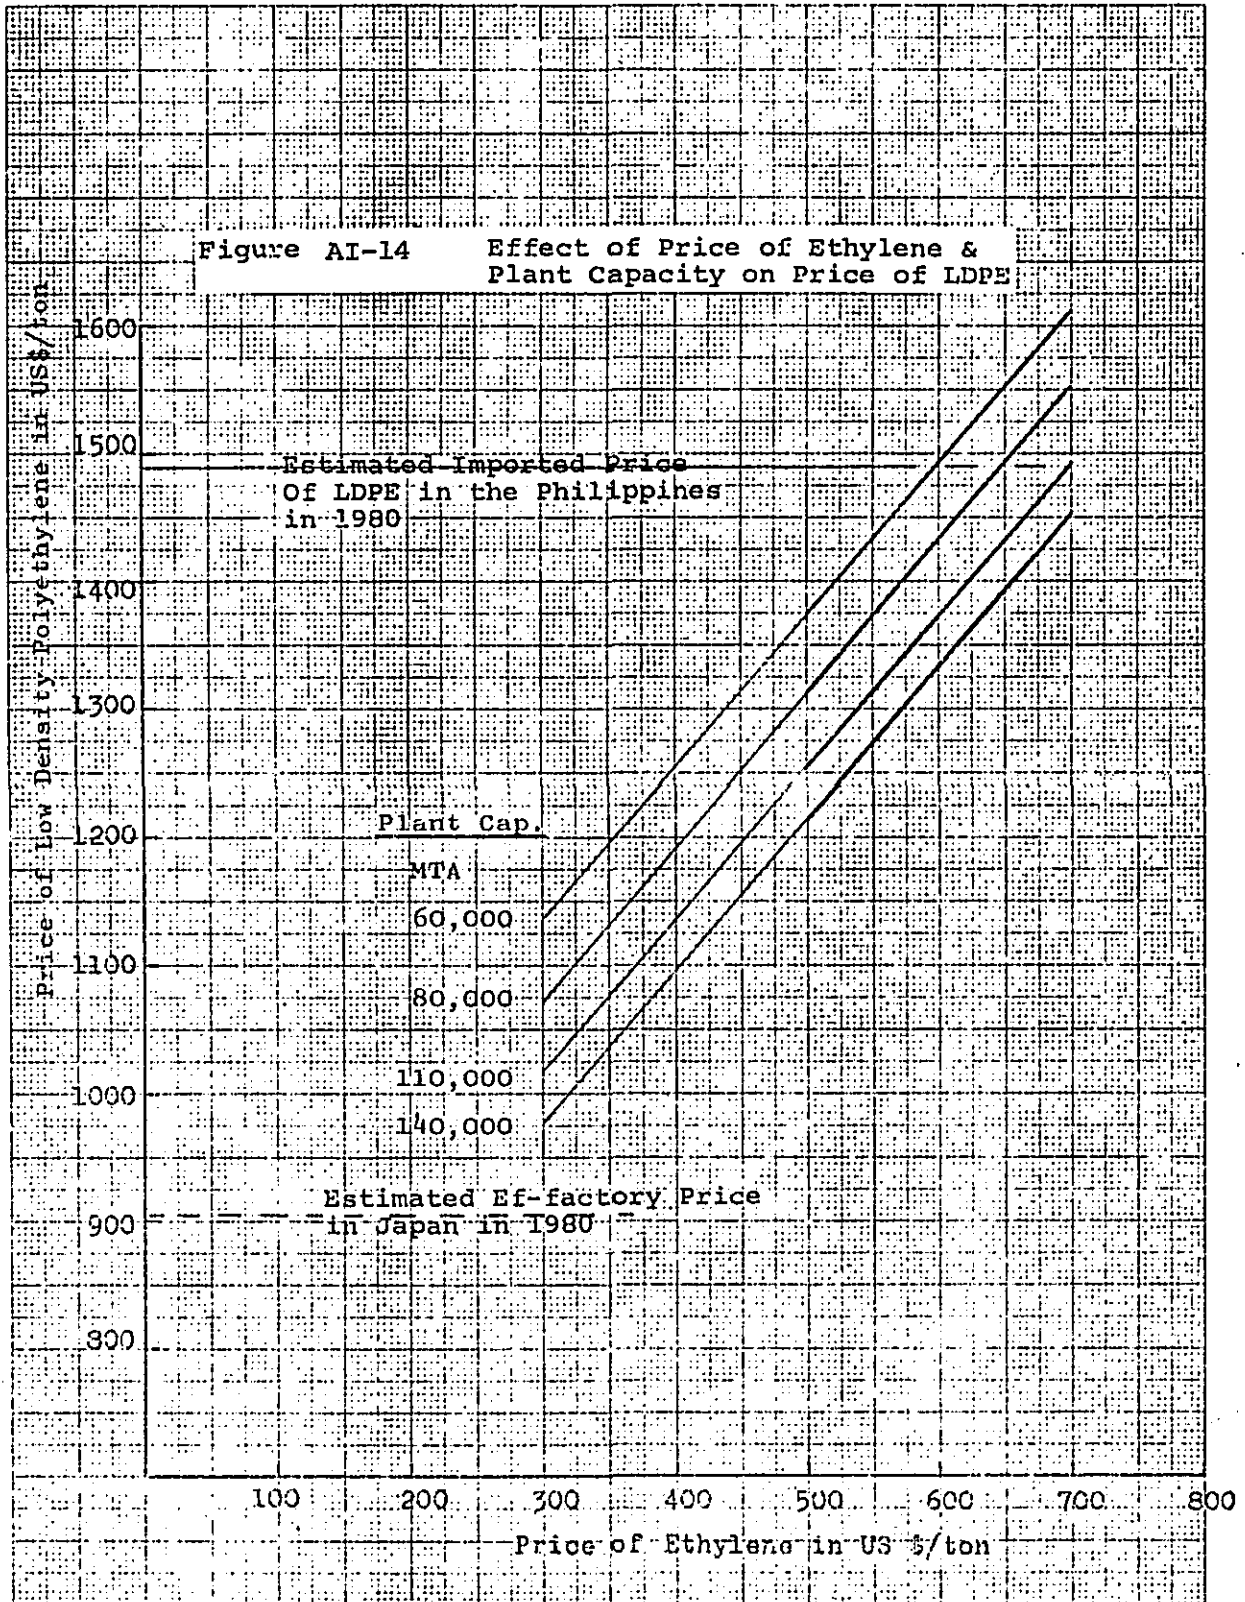 Figure AI-14 Effect of Price of Ethylene &
Plant Capacity on Price of LDPE
Price of Low Density Polyethylene in US$/ton
1600
1500
1400
1300
1200
1100
1000
900
800
Estimated Imported Price
Of LDPE in the Philippines
in 1980
Plant Cap.
MTA
60,000
80,000
110,000
140,000
Estimated Ef-factory Price
in Japan in 1980
100 200 300 400 500 600 700 800
Price of Ethylene in US $/ton